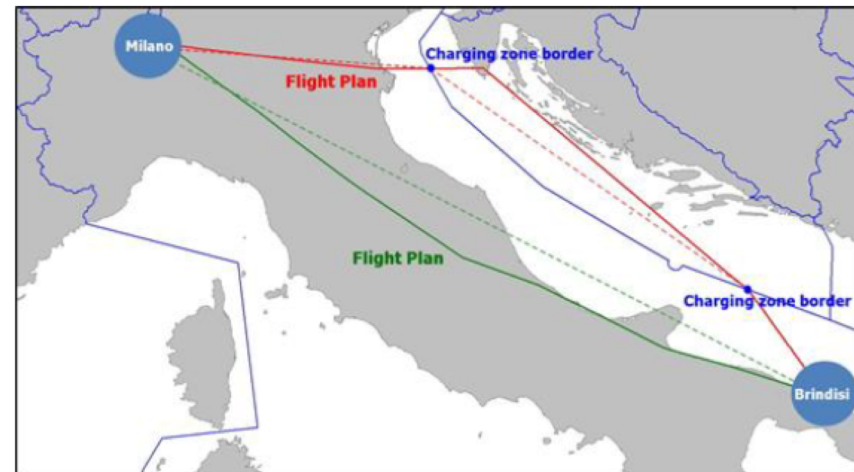 Milano
Charging zone border
Flight Plan
Flight Plan
Charging zone border
Brindisi